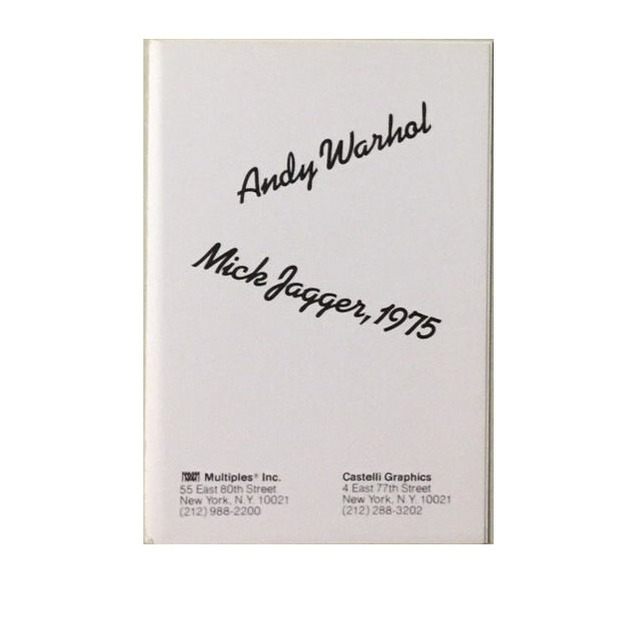 Andy Warhol
Mick Jagger, 1975
Multiples® Inc.
55 East 80th Street
New York, N.Y. 10021
(212) 988-2200
Castelli Graphics
4 East 77th Street
New York, N.Y. 10021
(212) 288-3202